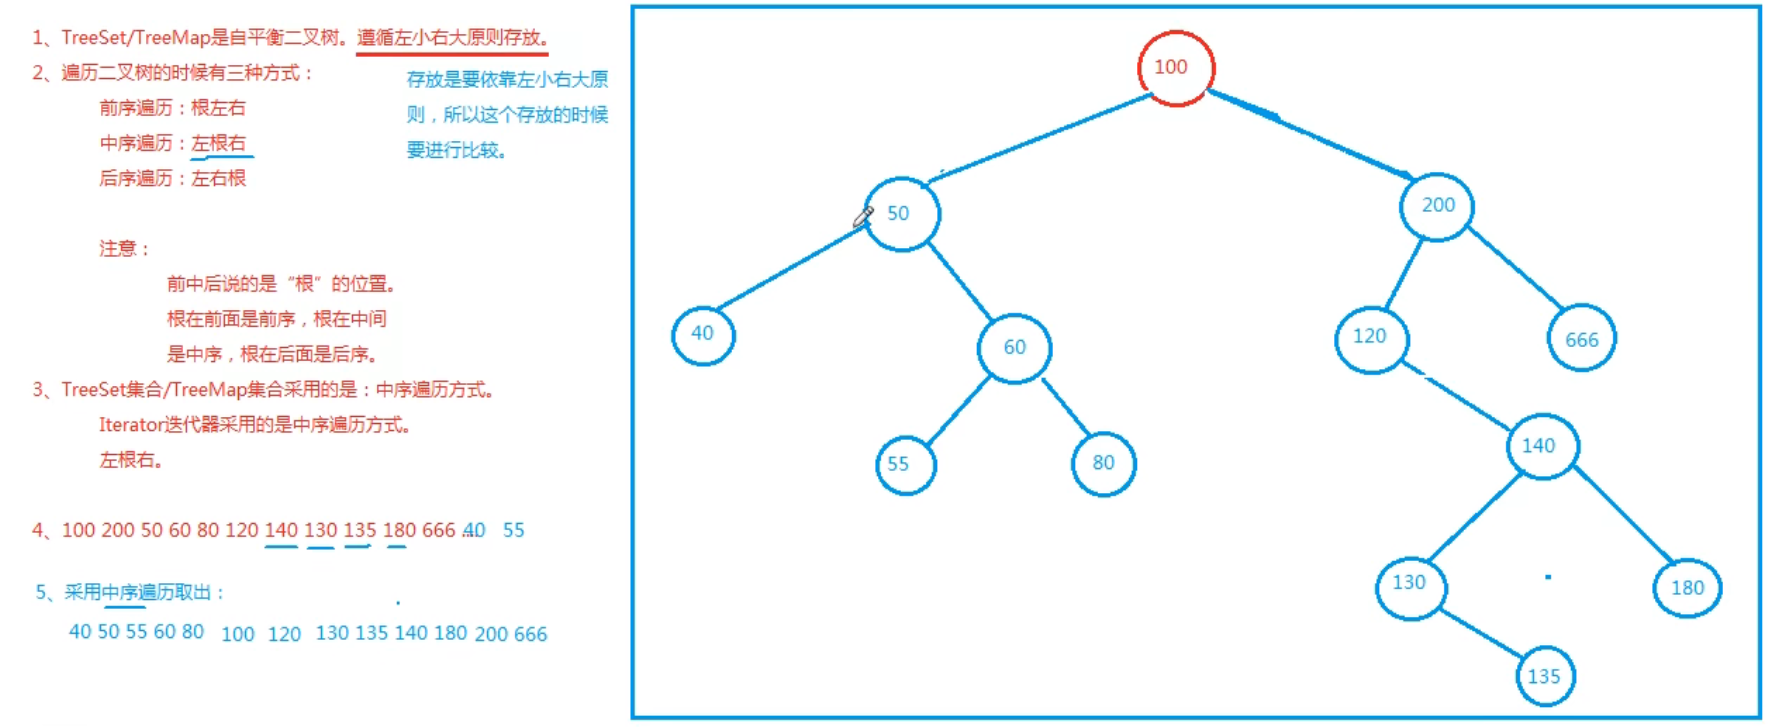 1、TreeSet/TreeMap是自平衡二叉树。遵循左小右大原则存放。
2、遍历二叉树的时候有三种方式：
前序遍历：根左右
中序遍历：左根右
后序遍历：左右根
存放是要依靠左小右大原
则，所以这个存放的时候
要进行比较。
注意：
前中后说的是“根”的位置。
根在前面是前序，根在中间
是中序，根在后面是后序。
3、TreeSet集合/TreeMap集合采用的是：中序遍历方式。
Iterator迭代器采用的是中序遍历方式。
左根右。
4、100 200 50 60 80 120 140 130 135 180 666 ... 40 55
5、采用中序遍历取出：
40 50 55 60 80 100 120 130 135 140 180 200 666
100
50
200
40
60
120
666
55
80
140
130
180
135